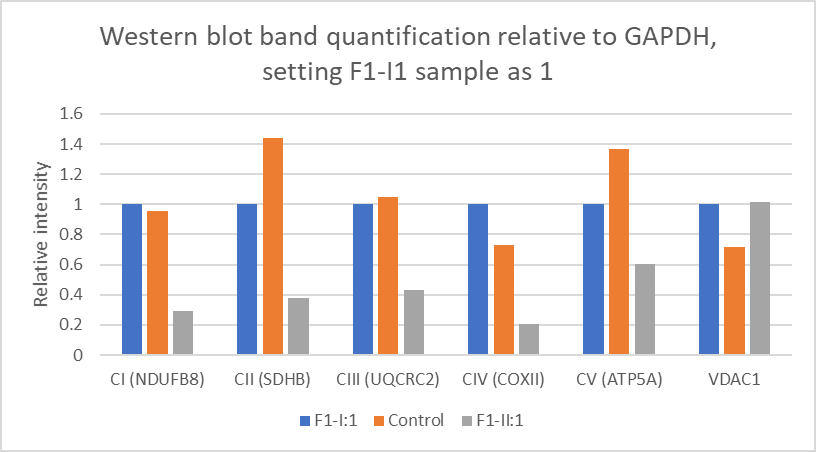 Western blot band quantification relative to GAPDH,
setting F1-I1 sample as 1
Relative intensity
1.6
1.4
1.2
1
0.8
0.6
0.4
0.2
0
CI (NDUFB8) CII (SDHB) CIII (UQCRC2) CIV (COXII) CV (ATP5A) VDAC1
F1-I:1 Control F1-II:1